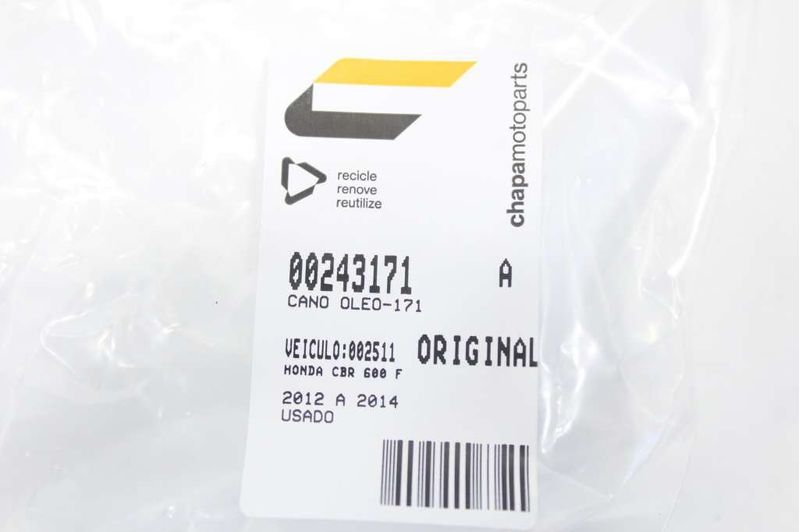 chapamotoparts
recicle
renove
reutilize
00243171 A
CANO OLEO-171
VEICULO:002511 ORIGINAL
HONDA CBR 600 F
2012 A 2014
USADO